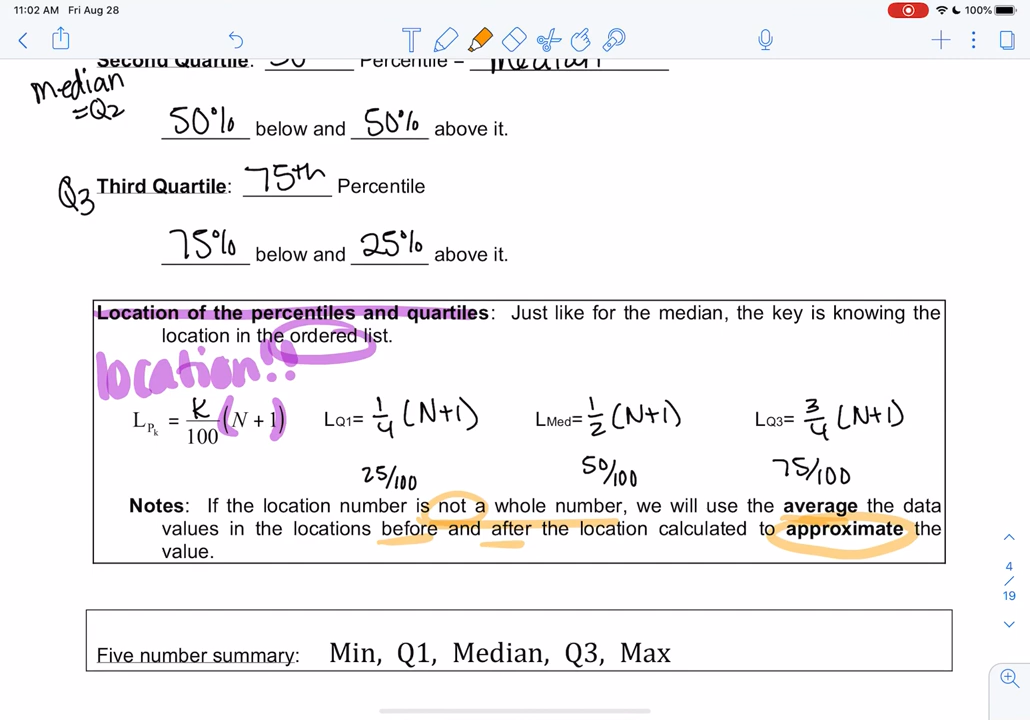 11:02 AM Fri Aug 28 100%
Second Quartile: 50 Percentile = Median
median
=Q2
50% below and 50% above it.
Q3 Third Quartile: 75th Percentile
75% below and 25% above it.
Location of the percentiles and quartiles: Just like for the median, the key is knowing the
location in the ordered list.
location!!
L_{P_k} = K/100 (N + 1) LQ1= 1/4 (N+1) LMed= 1/2 (N+1) LQ3= 3/4 (N+1)
25/100 50/100 75/100
Notes: If the location number is not a whole number, we will use the average the data
values in the locations before and after the location calculated to approximate the
value.
4
/
19
Five number summary: Min, Q1, Median, Q3, Max